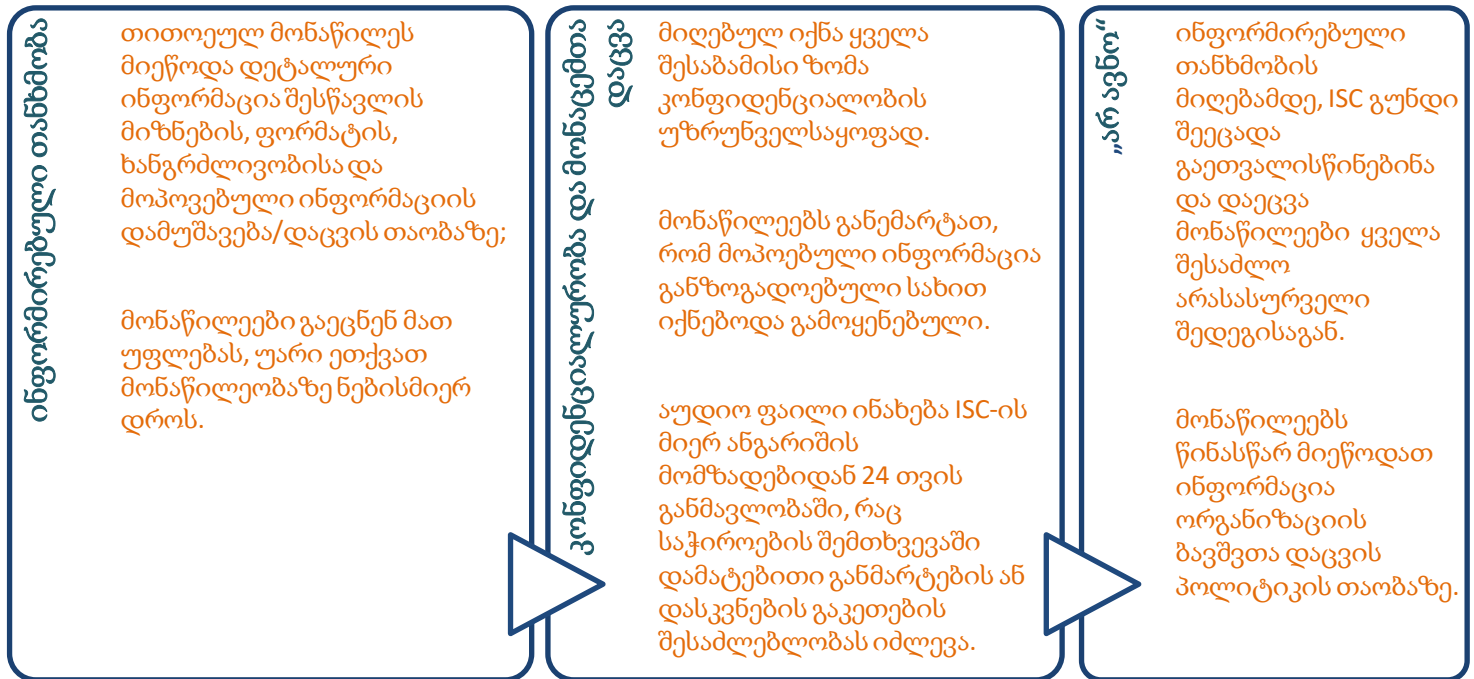 ინფორმირებული თანხმობა
თითოეულ მონაწილეს
მიეწოდა დეტალური
ინფორმაცია შესწავლის
მიზნების, ფორმატის,
ხანგრძლივობისა და
მოპოვებული ინფორმაციის
დამუშავება/დაცვის თაობაზე;
მონაწილეები გაეცნენ მათ
უფლებას, უარი ეთქვათ
მონაწილეობაზე ნებისმიერ
დროს.
კონფიდენციალურობა და მონაცემთა
დაცვა
მიღებულ იქნა ყველა
შესაბამისი ზომა
კონფიდენციალობის
უზრუნველსაყოფად.
მონაწილეებს განემარტათ,
რომ მოპოებული ინფორმაცია
განზოგადოებული სახით
იქნებოდა გამოყენებული.
აუდიო ფაილი ინახება ISC-ის
მიერ ანგარიშის
მომზადებიდან 24 თვის
განმავლობაში, რაც
საჭიროების შემთხვევაში
დამატებითი განმარტების ან
დასკვნების გაკეთების
შესაძლებლობას იძლევა.
„არ ავნო“
ინფორმირებული
თანხმობის
მიღებამდე, ISC გუნდი
შეეცადა
გაეთვალისწინებინა
და დაეცვა
მონაწილეები ყველა
შესაძლო
არასასურველი
შედეგისაგან.
მონაწილეებს
წინასწარ მიეწოდათ
ინფორმაცია
ორგანიზაციის
ბავშვთა დაცვის
პოლიტიკის თაობაზე.